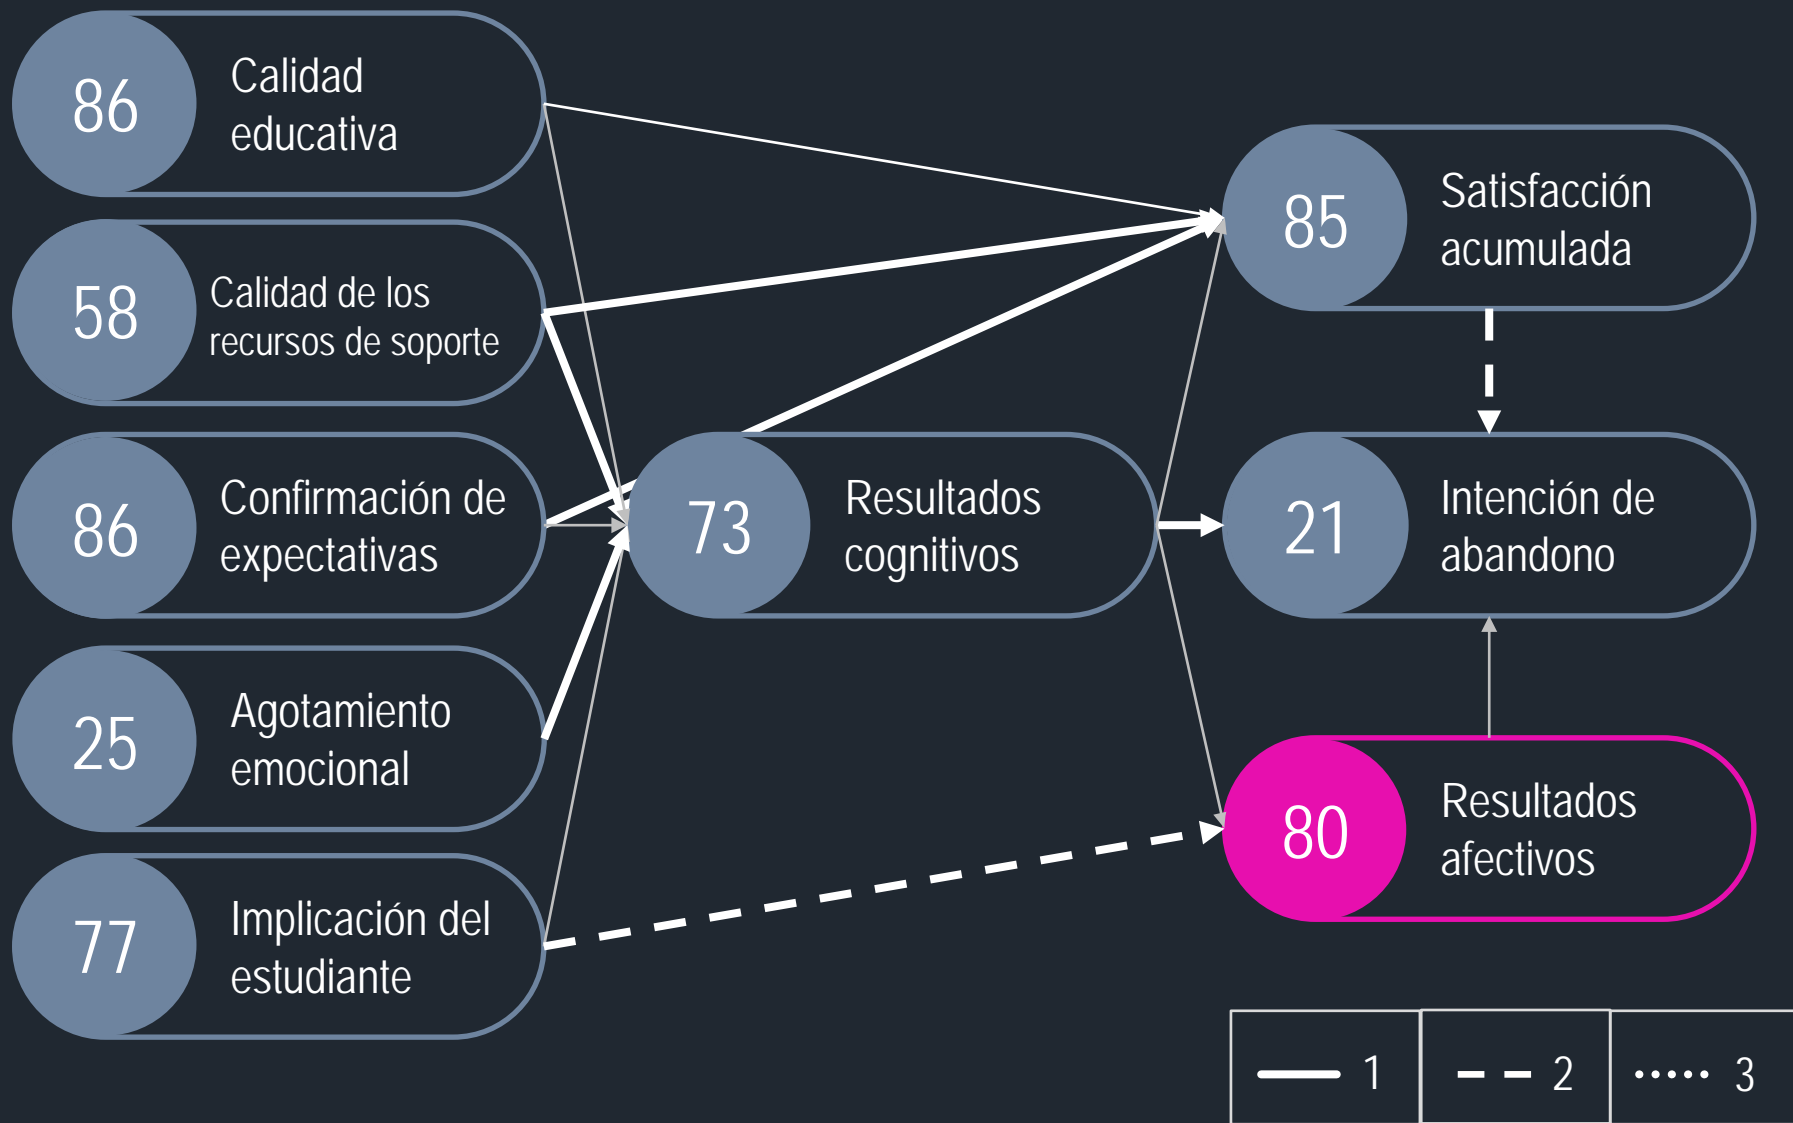 86
Calidad
educativa
58
Calidad de los
recursos de soporte
86
Confirmación de
expectativas
25
Agotamiento
emocional
77
Implicación del
estudiante
73
Resultados
cognitivos
85
Satisfacción
acumulada
21
Intención de
abandono
80
Resultados
afectivos
1
2
3